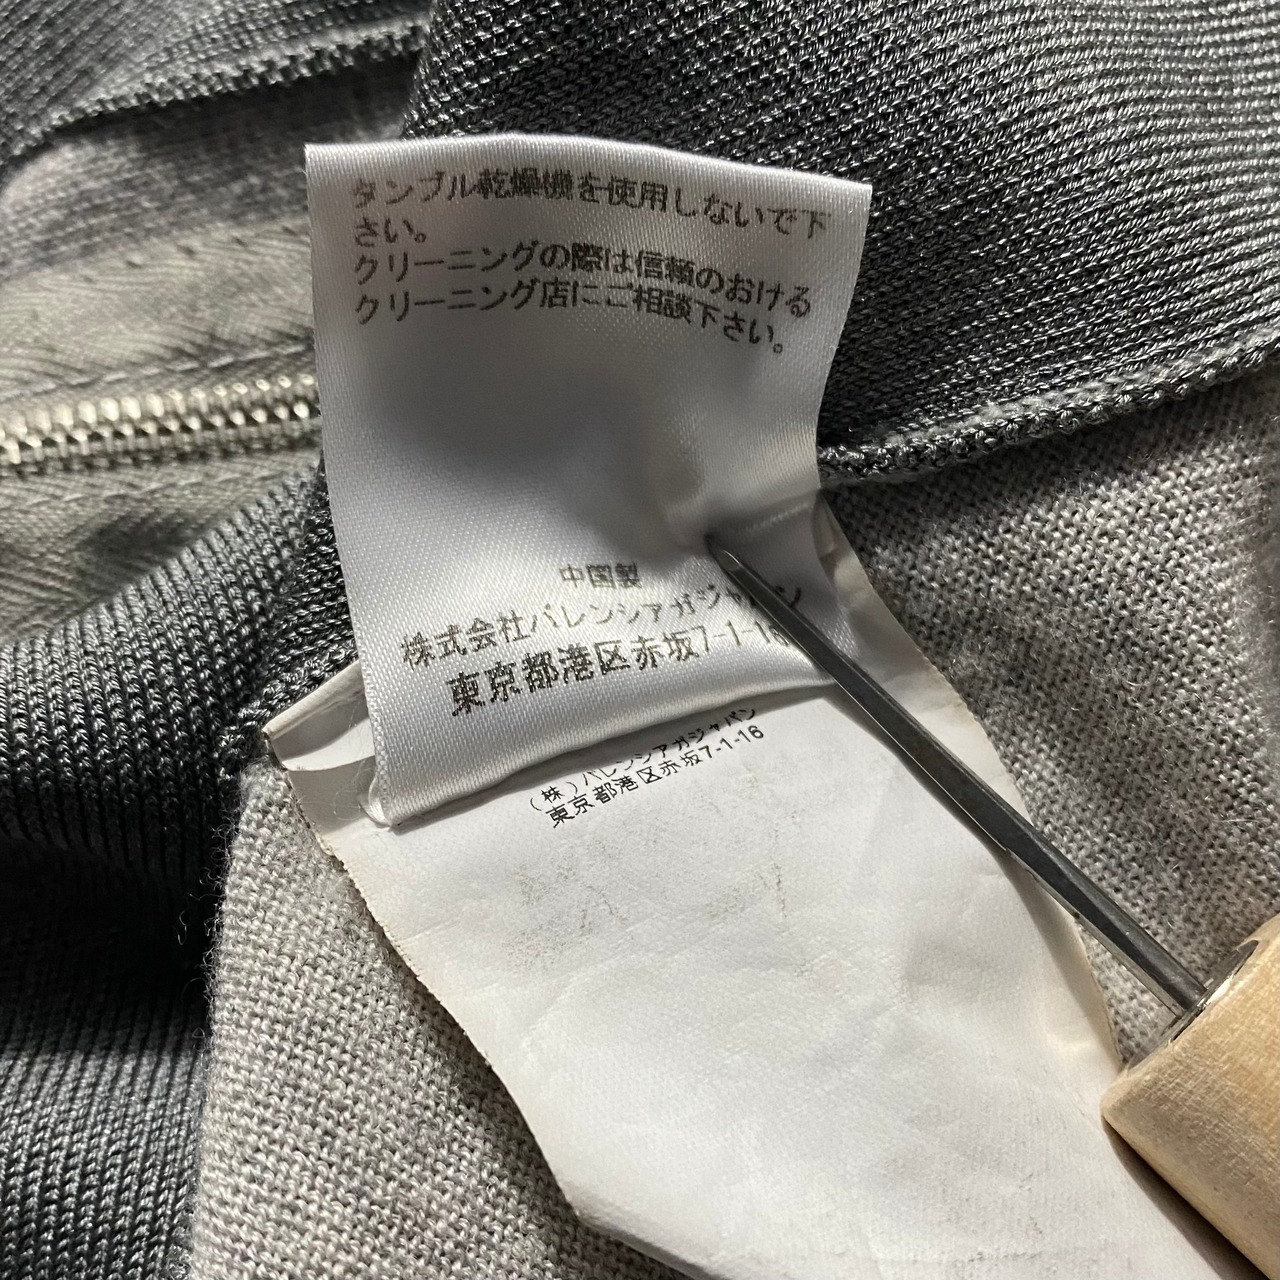 タンブル乾燥機を使用しないで下
さい。
クリーニングの際は信頼のおける
クリーニング店にご相談下さい。
中国製
株式会社バレンシアガジャパン
東京都港区赤坂7-1-16
(株)バレンシアガジャパン
東京都港区赤坂7-1-16